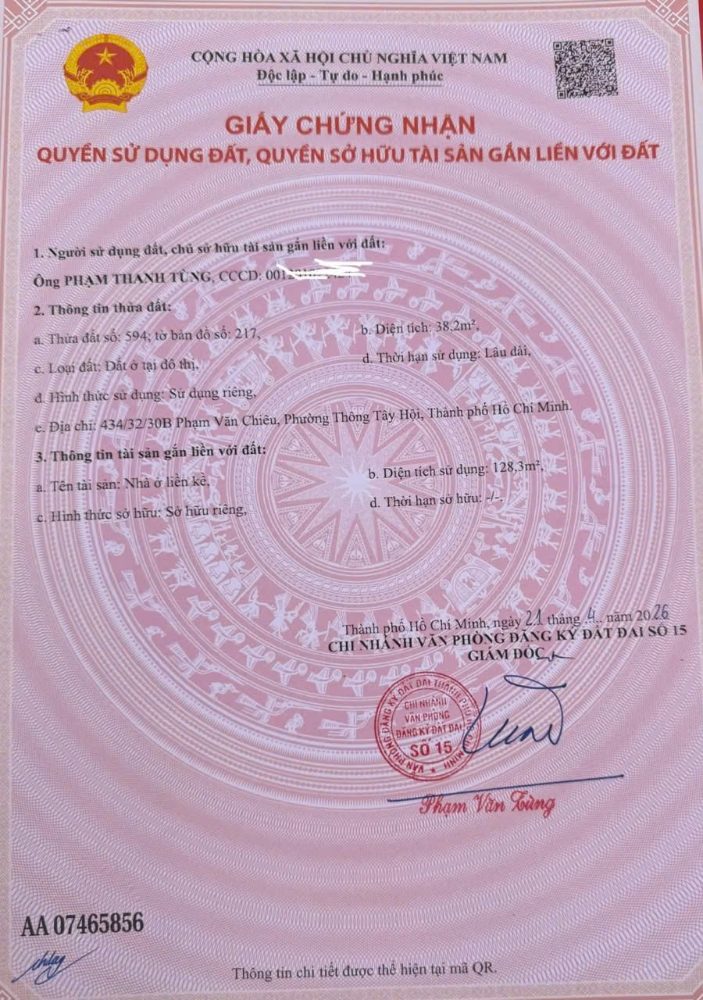 CỘNG HÒA XÃ HỘI CHỦ NGHĨA VIỆT NAM
Độc lập - Tự do - Hạnh phúc
GIẤY CHỨNG NHẬN
QUYỀN SỬ DỤNG ĐẤT, QUYỀN SỞ HỮU TÀI SẢN GẮN LIỀN VỚI ĐẤT
1. Người sử dụng đất, chủ sở hữu tài sản gắn liền với đất:
Ông PHẠM THANH TÙNG, CCCD: 001
2. Thông tin thửa đất:
a. Thửa đất số: 594; tờ bản đồ số: 217, b. Diện tích: 38,2m²,
c. Loại đất: Đất ở tại đô thị, d. Thời hạn sử dụng: Lâu dài,
đ. Hình thức sử dụng: Sử dụng riêng,
e. Địa chỉ: 434/32/30B Phạm Văn Chiêu, Phường Thông Tây Hội, Thành phố Hồ Chí Minh.
3. Thông tin tài sản gắn liền với đất:
a. Tên tài sản: Nhà ở liền kề, b. Diện tích sử dụng: 128,3m²,
c. Hình thức sở hữu: Sở hữu riêng, d. Thời hạn sở hữu: -/-.
Thành phố Hồ Chí Minh, ngày 21 tháng 4.. năm 2026
CHI NHÁNH VĂN PHÒNG ĐĂNG KÝ ĐẤT ĐAI SỐ 15
GIÁM ĐỐC
CHI NHÁNH
VĂN PHÒNG
ĐĂNG KÝ ĐẤT ĐAI
SỐ 15
Phạm Văn Tùng
AA 07465856
Thông tin chi tiết được thể hiện tại mã QR.